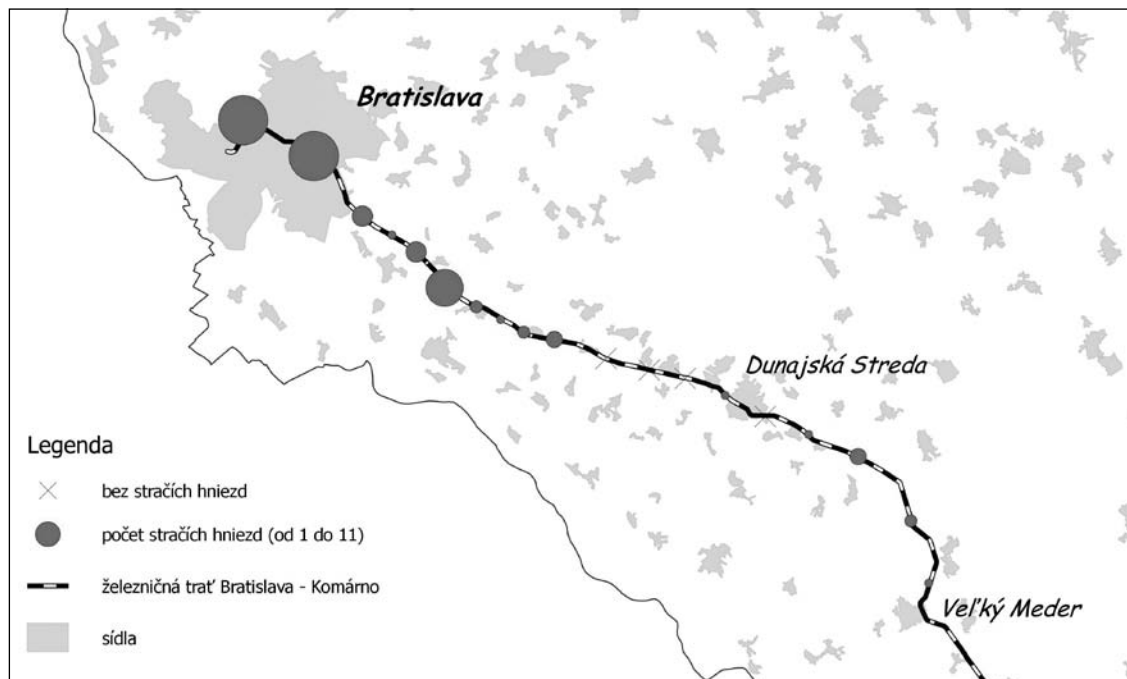 Bratislava
Dunajská Streda
Veľký Meder
Legenda
bez stračích hniezd
počet stračích hniezd (od 1 do 11)
železničná trať Bratislava - Komárno
sídla